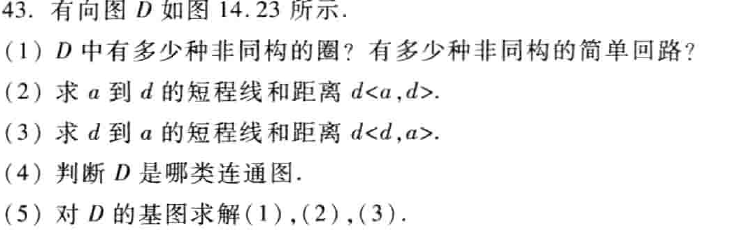 43. 有向图 D 如图 14.23 所示.
(1) D 中有多少种非同构的圈? 有多少种非同构的简单回路?
(2) 求 a 到 d 的短程线和距离 d<a,d>.
(3) 求 d 到 a 的短程线和距离 d<d,a>.
(4) 判断 D 是哪类连通图.
(5) 对 D 的基图求解(1),(2),(3).